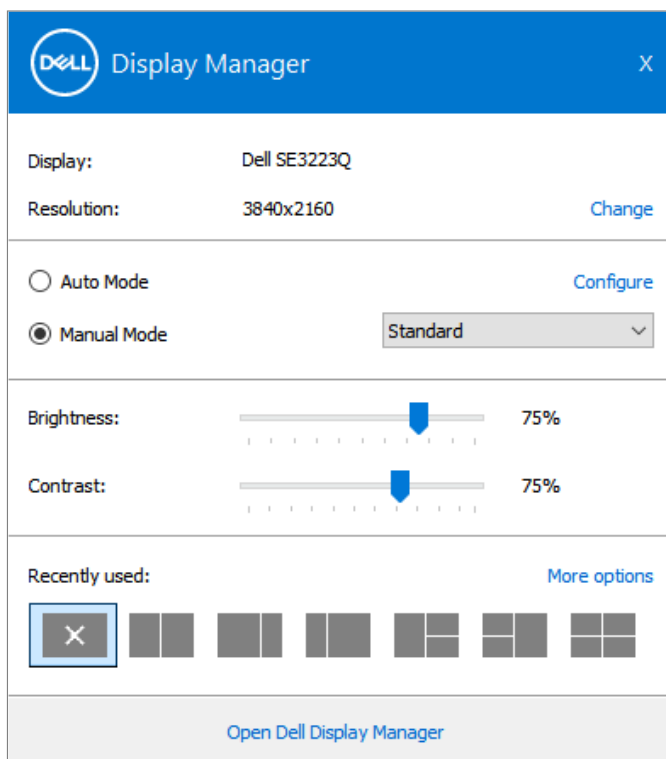 DELL Display Manager X
Display: Dell SE3223Q
Resolution: 3840x2160 Change
Auto Mode Configure
Manual Mode Standard
Brightness: 75%
Contrast: 75%
Recently used: More options
Open Dell Display Manager